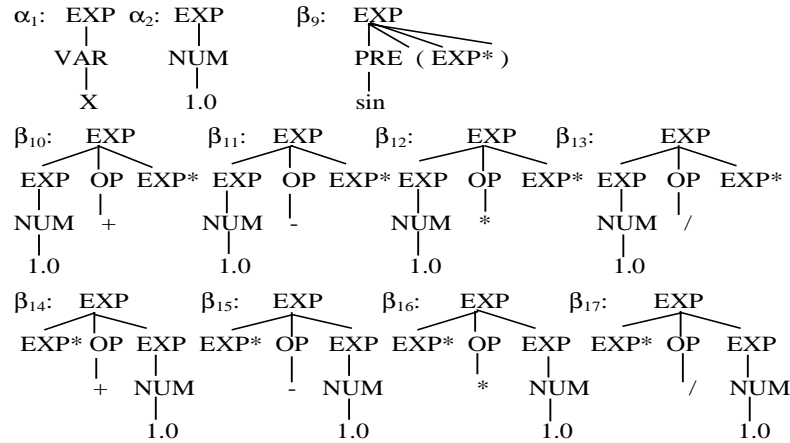 α1: EXP α2: EXP β9: EXP
VAR NUM PRE ( EXP* )
X 1.0 sin
β10: EXP β11: EXP β12: EXP β13: EXP
EXP OP EXP* EXP OP EXP* EXP OP EXP* EXP OP EXP*
NUM + NUM - NUM * NUM /
1.0 1.0 1.0 1.0
β14: EXP β15: EXP β16: EXP β17: EXP
EXP* OP EXP EXP* OP EXP EXP* OP EXP EXP* OP EXP
+ NUM - NUM * NUM / NUM
1.0 1.0 1.0 1.0